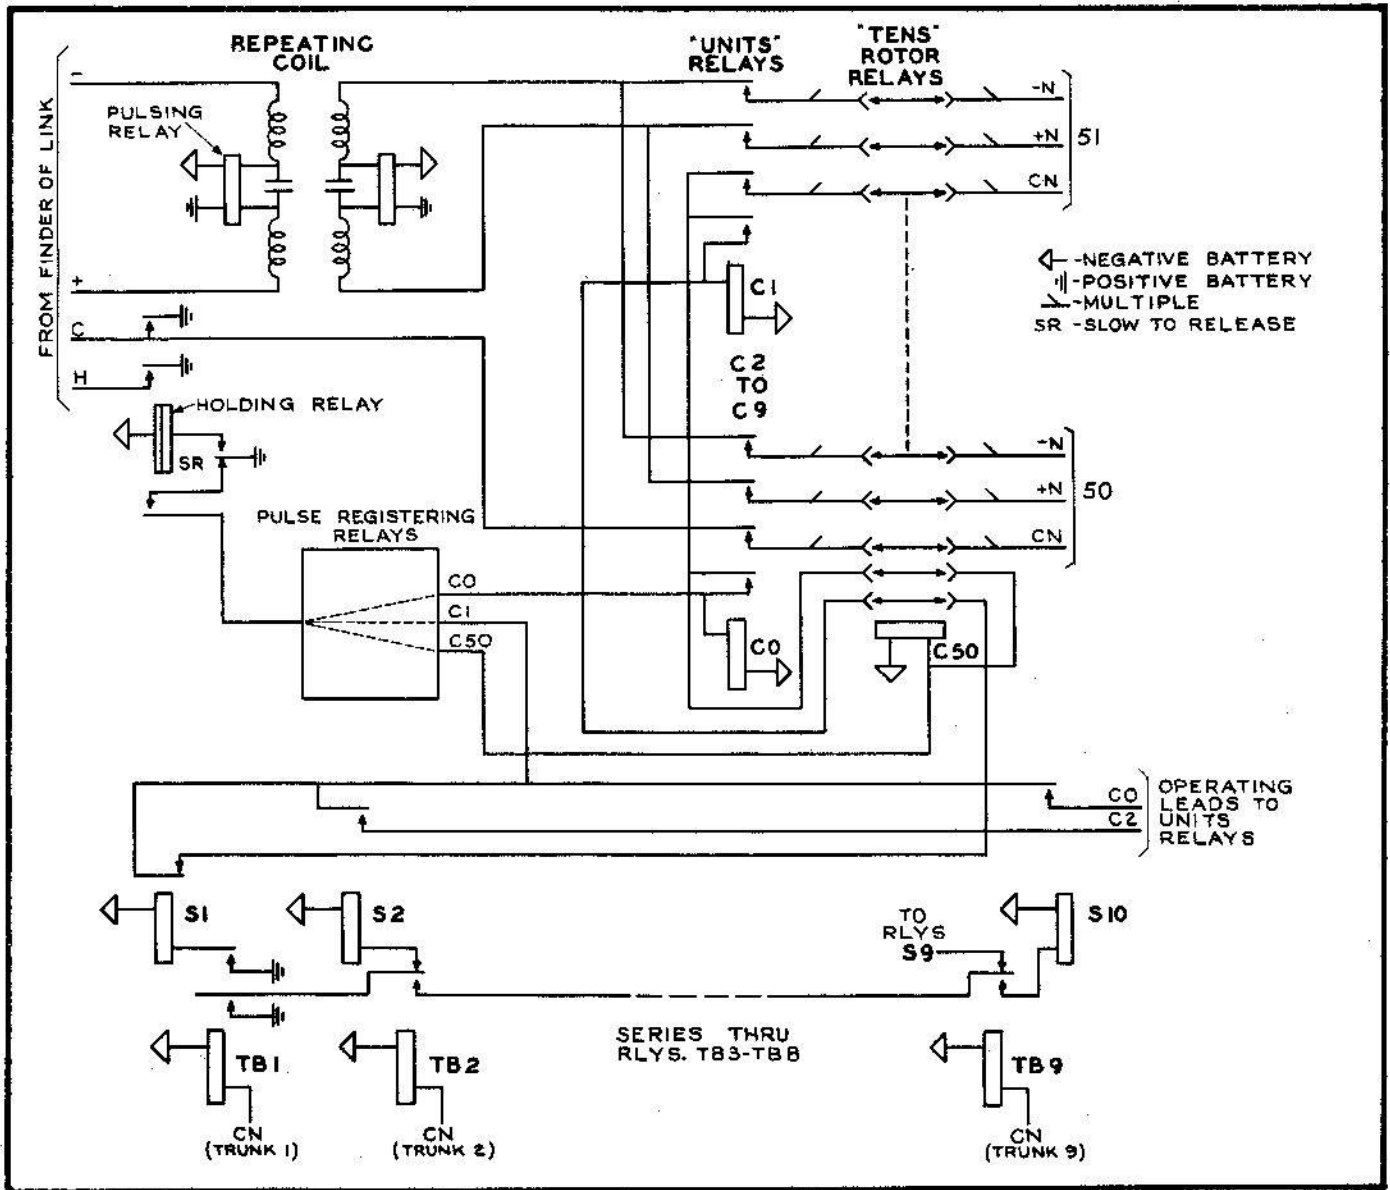 REPEATING
COIL
"UNITS"
RELAYS
"TENS"
ROTOR
RELAYS
FROM FINDER OF LINK
-
PULSING
RELAY
+
C
H
HOLDING RELAY
SR
-N
+N
CN
51
C1
C2
TO
C9
-NEGATIVE BATTERY
-POSITIVE BATTERY
-MULTIPLE
SR -SLOW TO RELEASE
-N
+N
CN
50
PULSE REGISTERING
RELAYS
CO
C1
C50
CO
C50
CO
C2
OPERATING
LEADS TO
UNITS
RELAYS
S1
S2
TO
RLYS
S9
S10
SERIES THRU
RLYS. TB3-TB8
TB1
TB2
TB9
CN
(TRUNK 1)
CN
(TRUNK 2)
CN
(TRUNK 9)